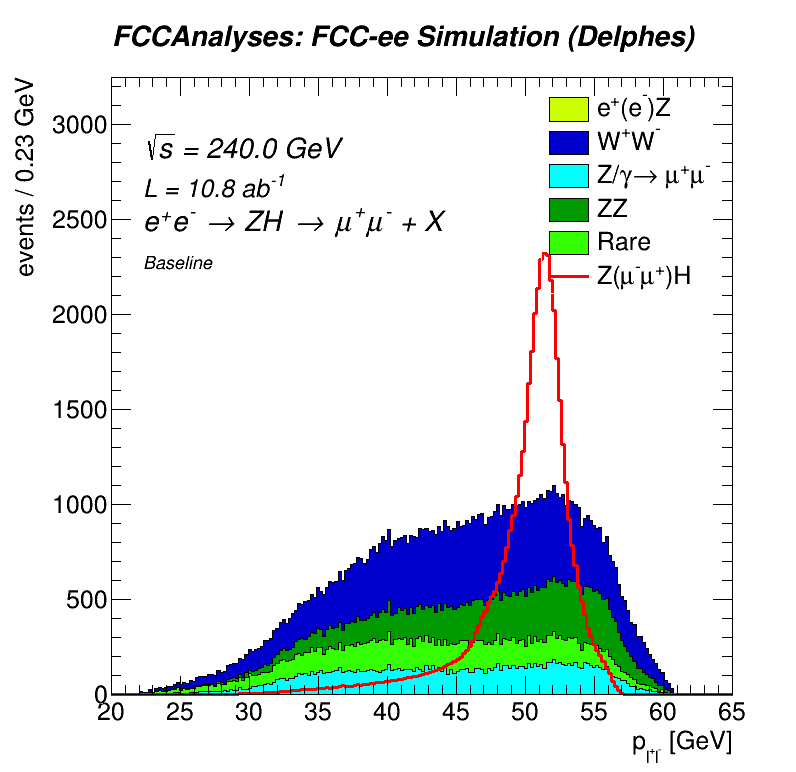 FCCAnalyses: FCC-ee Simulation (Delphes)
events / 0.23 GeV
3000
2500
2000
1500
1000
500
0
√s = 240.0 GeV
L = 10.8 ab⁻¹
e⁺e⁻ → ZH → μ⁺μ⁻ + X
Baseline
e⁺(e⁻)Z
W⁺W⁻
Z/γ→ μ⁺μ⁻
ZZ
Rare
Z(μ⁻μ⁺)H
20 25 30 35 40 45 50 55 60 65
p_{l⁺l⁻} [GeV]